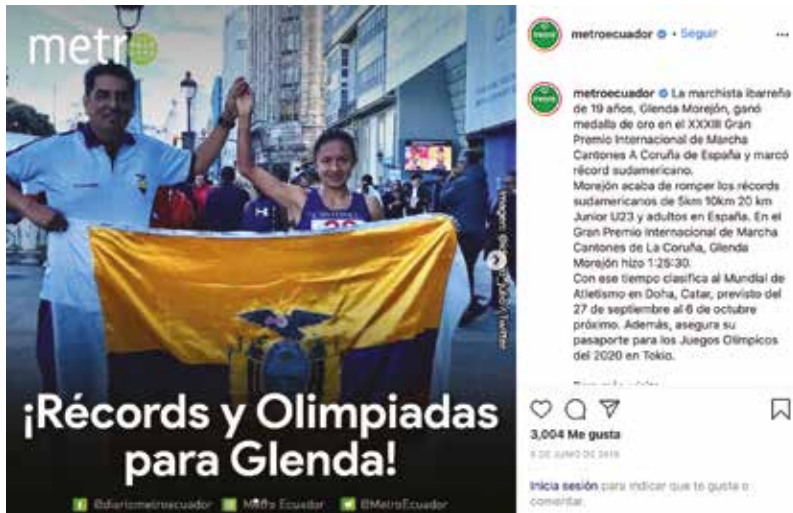 metro
¡Récords y Olimpiadas
para Glenda!
@diariometroecuador Metro Ecuador @MetroEcuador
metroecuador • Seguir
metroecuador La marchista ibarreña
de 19 años, Glenda Morejón, ganó
medalla de oro en el XXXIII Gran
Premio Internacional de Marcha
Cantones A Coruña de España y marcó
récord sudamericano.
Morejón acaba de romper los récords
sudamericanos de 5km 10km 20 km
Junior U23 y adultos en España. En el
Gran Premio Internacional de Marcha
Cantones de La Coruña, Glenda
Morejón hizo 1:25:30.
Con ese tiempo clasifica al Mundial de
Atletismo en Doha, Catar, previsto del
27 de septiembre al 6 de octubre
próximo. Además, asegura su
pasaporte para los Juegos Olímpicos
del 2020 en Tokio.
3,004 Me gusta
DE JUNIO DE 2019
Inicia sesión para indicar que te gusta o
comentar.